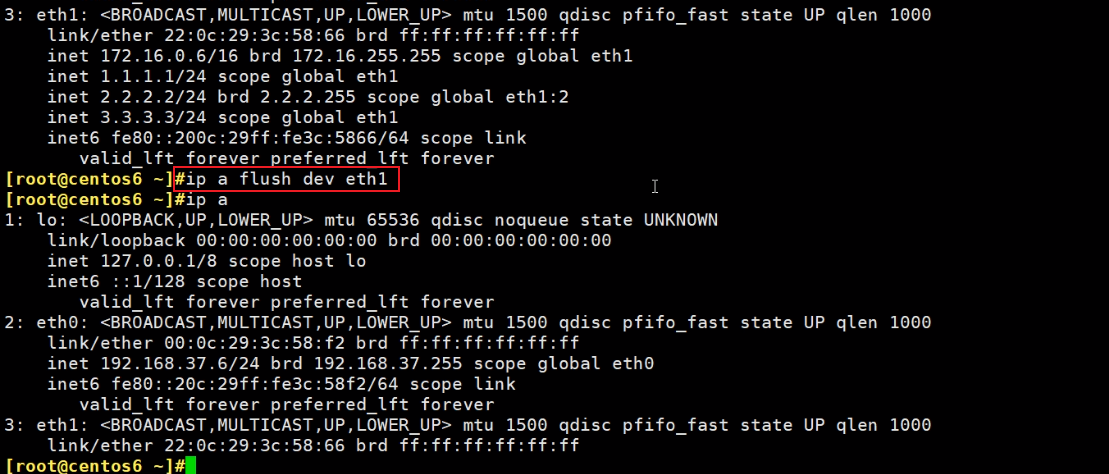 3: eth1: <BROADCAST,MULTICAST,UP,LOWER_UP> mtu 1500 qdisc pfifo_fast state UP qlen 1000
    link/ether 22:0c:29:3c:58:66 brd ff:ff:ff:ff:ff:ff
    inet 172.16.0.6/16 brd 172.16.255.255 scope global eth1
    inet 1.1.1.1/24 scope global eth1
    inet 2.2.2.2/24 brd 2.2.2.255 scope global eth1:2
    inet 3.3.3.3/24 scope global eth1
    inet6 fe80::200c:29ff:fe3c:5866/64 scope link
       valid_lft forever preferred_lft forever
[root@centos6 ~]#ip a flush dev eth1
[root@centos6 ~]#ip a
1: lo: <LOOPBACK,UP,LOWER_UP> mtu 65536 qdisc noqueue state UNKNOWN
    link/loopback 00:00:00:00:00:00 brd 00:00:00:00:00:00
    inet 127.0.0.1/8 scope host lo
    inet6 ::1/128 scope host
       valid_lft forever preferred_lft forever
2: eth0: <BROADCAST,MULTICAST,UP,LOWER_UP> mtu 1500 qdisc pfifo_fast state UP qlen 1000
    link/ether 00:0c:29:3c:58:f2 brd ff:ff:ff:ff:ff:ff
    inet 192.168.37.6/24 brd 192.168.37.255 scope global eth0
    inet6 fe80::20c:29ff:fe3c:58f2/64 scope link
       valid_lft forever preferred_lft forever
3: eth1: <BROADCAST,MULTICAST,UP,LOWER_UP> mtu 1500 qdisc pfifo_fast state UP qlen 1000
    link/ether 22:0c:29:3c:58:66 brd ff:ff:ff:ff:ff:ff
[root@centos6 ~]#